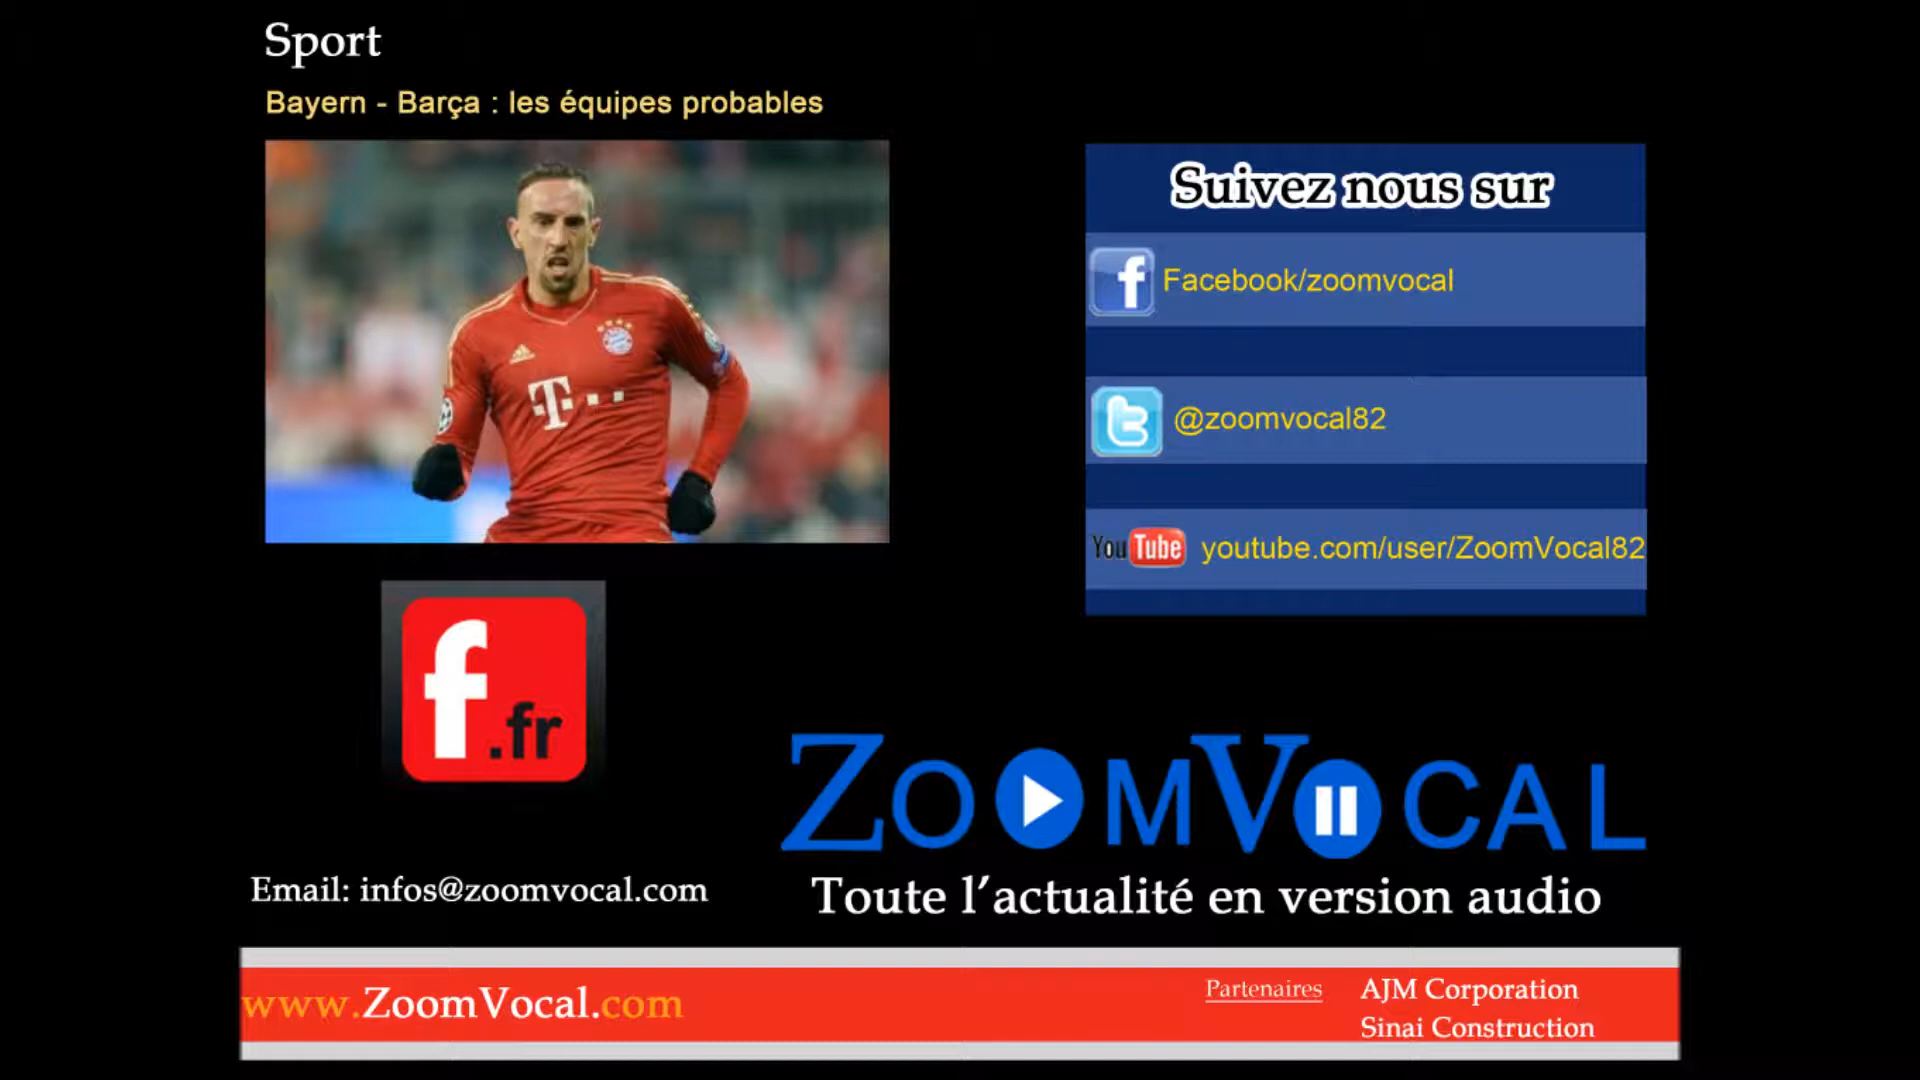 Sport
Bayern - Barça : les équipes probables
T
Suivez nous sur
f Facebook/zoomvocal
t @zoomvocal82
YouTube youtube.com/user/ZoomVocal82
f.fr
ZOOMVOCAL
Email: infos@zoomvocal.com
Toute l’actualité en version audio
www.ZoomVocal.com
Partenaires
AJM Corporation
Sinai Construction